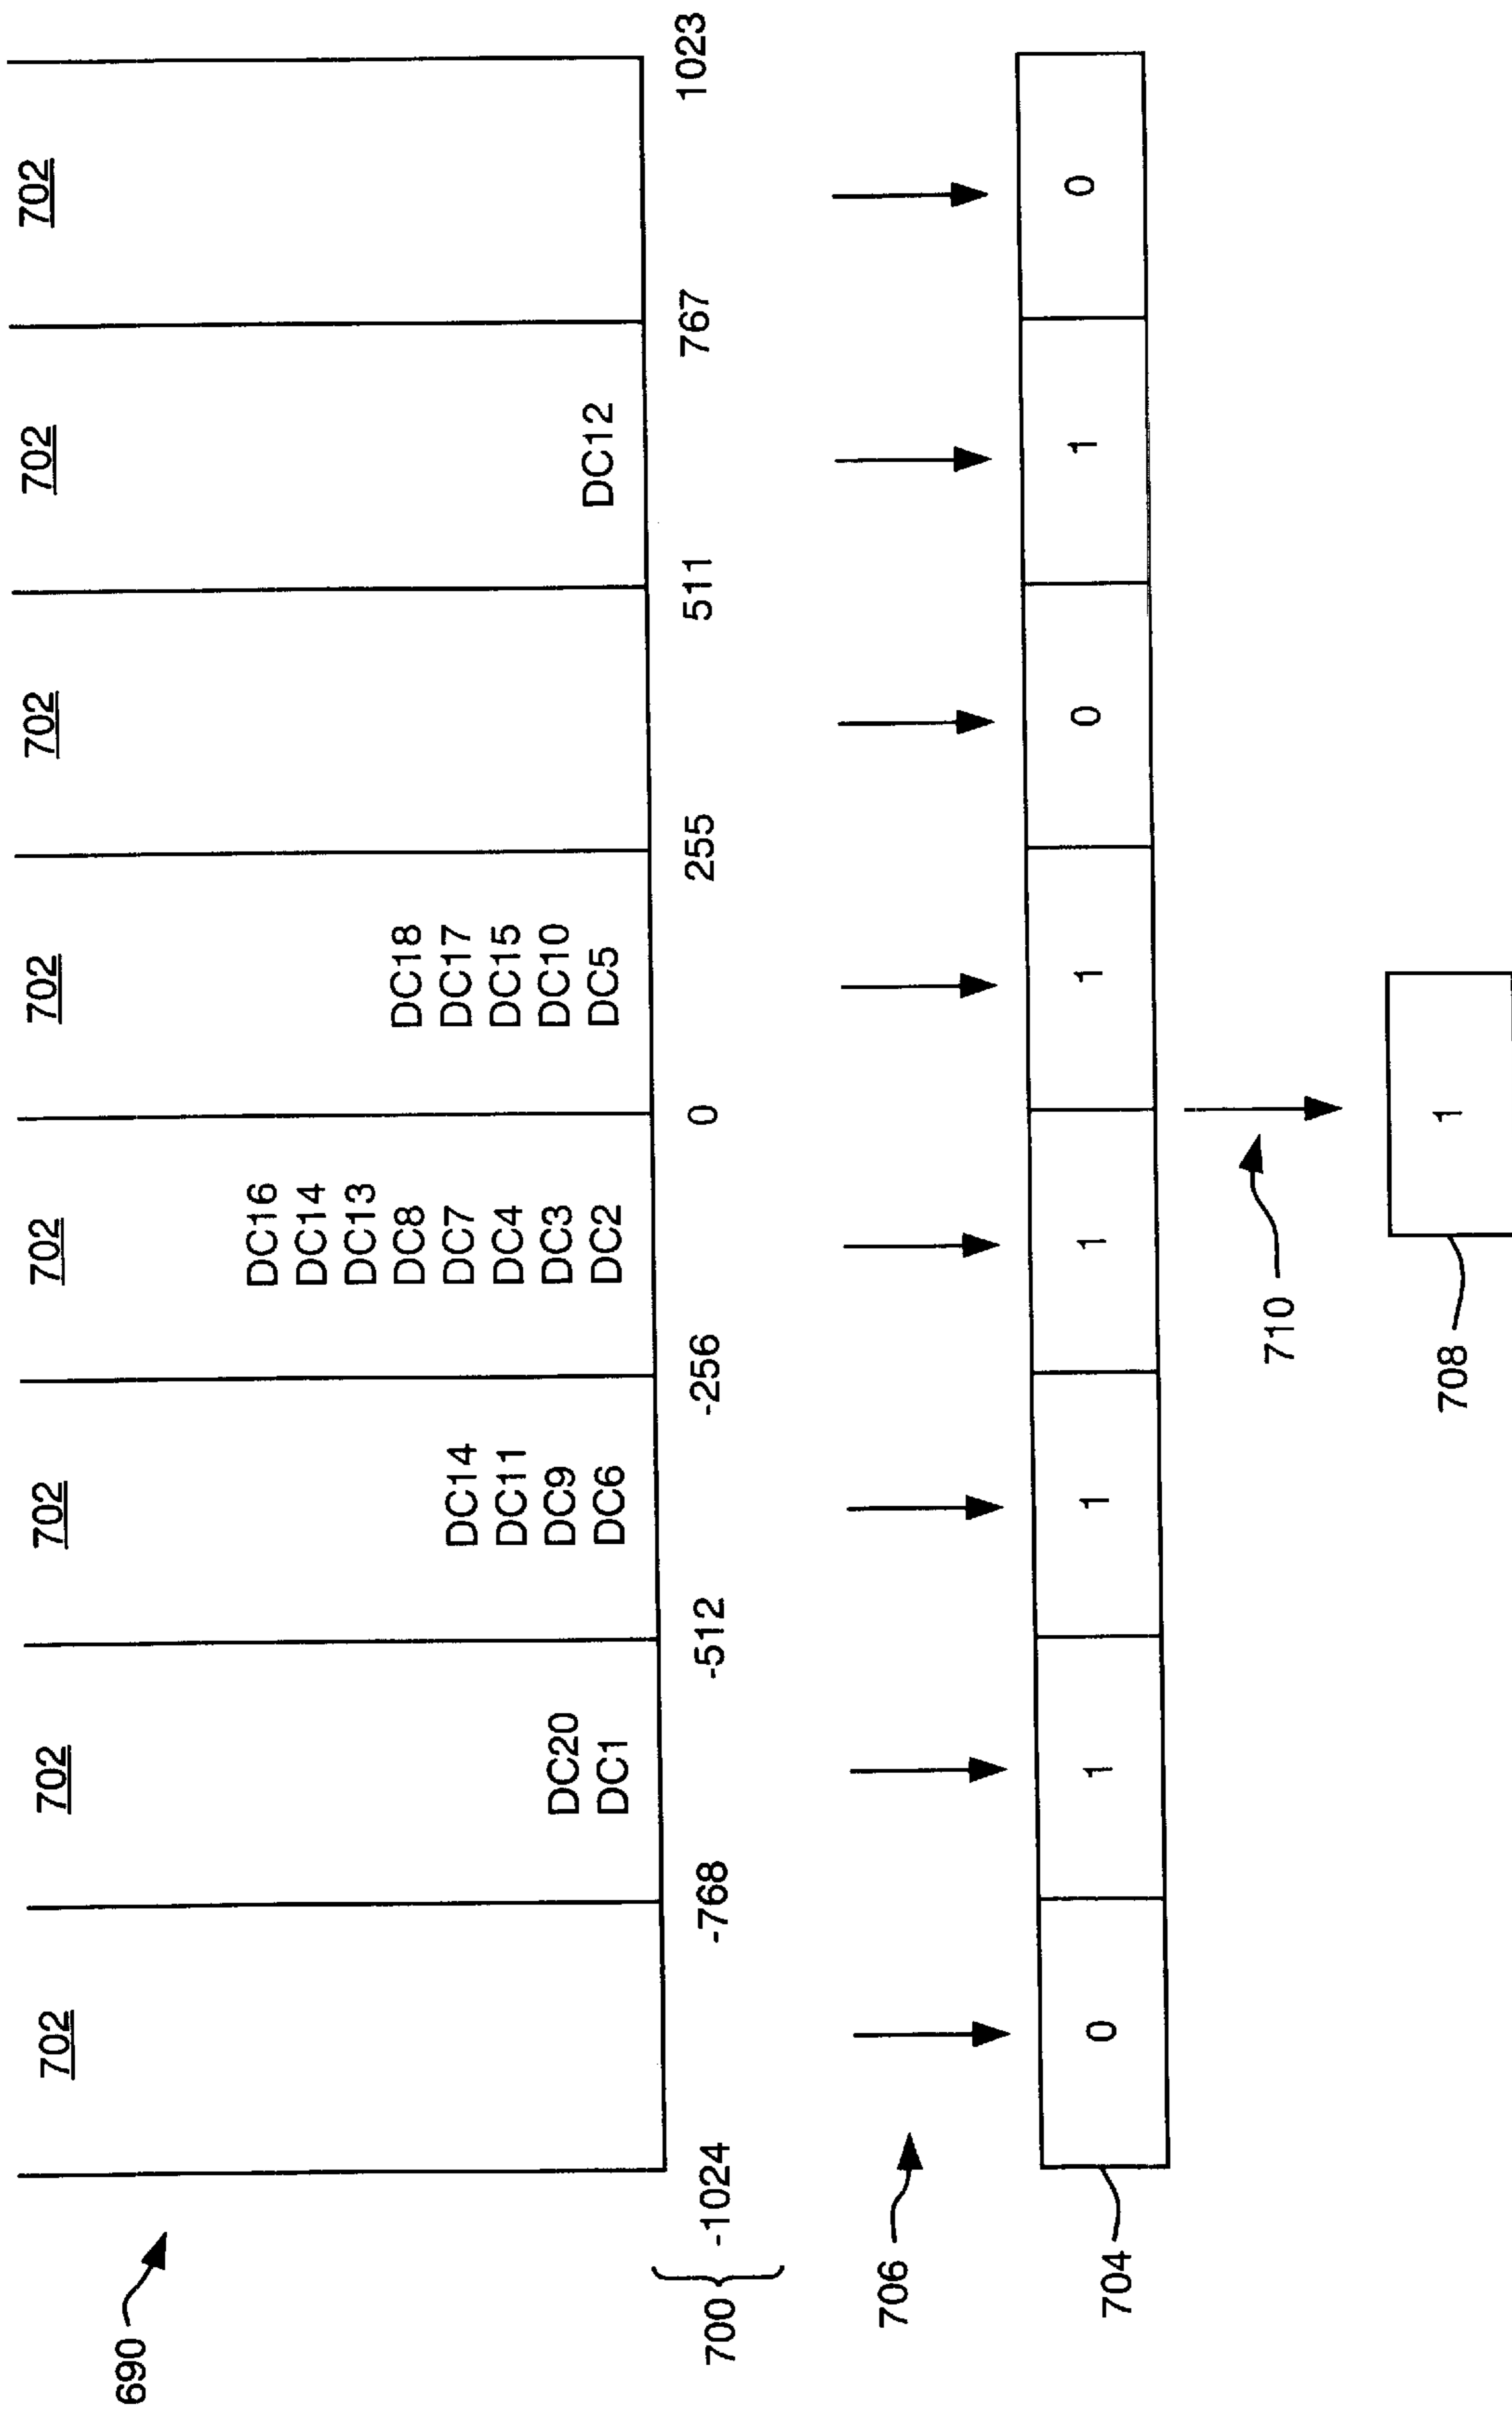 690
702 702 702 702 702 702 702 702
DC16
DC14
DC18
DC13
DC17
DC8
DC14
DC15
DC7
DC11
DC10
DC4
DC20
DC9
DC3
DC5
DC12
DC1
DC6
DC2
700 -1024 -768 -512 -256 0 255 511 767 1023
706
704 0 1 1 1 1 0 1 0
710
708 1